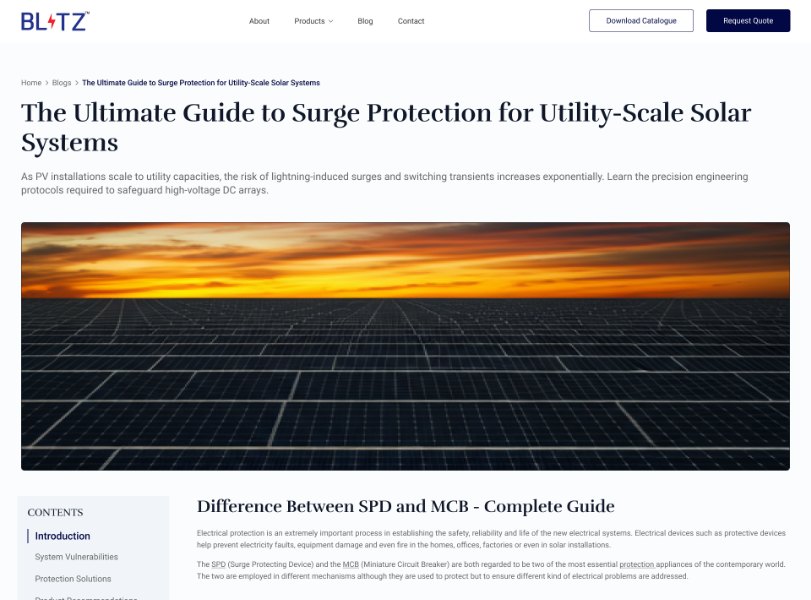 BLITZ™
About
Products
Blog
Contact
Download Catalogue
Request Quote
Home > Blogs > The Ultimate Guide to Surge Protection for Utility-Scale Solar Systems
The Ultimate Guide to Surge Protection for Utility-Scale Solar
Systems
As PV installations scale to utility capacities, the risk of lightning-induced surges and switching transients increases exponentially. Learn the precision engineering
protocols required to safeguard high-voltage DC arrays.
CONTENTS
Introduction
System Vulnerabilities
Protection Solutions
Product Recommendations
Difference Between SPD and MCB - Complete Guide
Electrical protection is an extremely important process in establishing the safety, reliability and life of the new electrical systems. Electrical devices such as protective devices
help prevent electricity faults, equipment damage and even fire in the homes, offices, factories or even in solar installations.
The SPD (Surge Protecting Device) and the MCB (Miniature Circuit Breaker) are both regarded to be two of the most essential protection appliances of the contemporary world.
The two are employed in different mechanisms although they are used to protect but to ensure different kind of electrical problems are addressed.